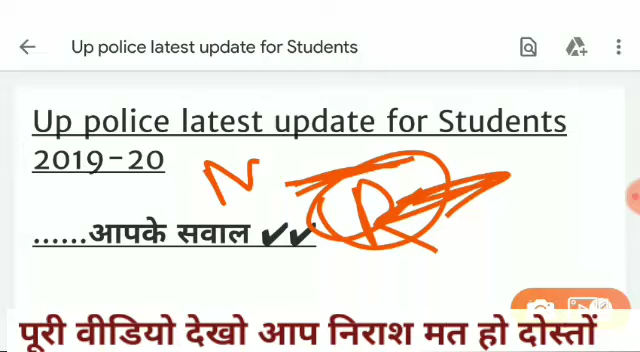 Up police latest update for Students
Up police latest update for Students
2019-20
N R
......आपके सवाल ✔✔
पूरी वीडियो देखो आप निराश मत हो दोस्तों